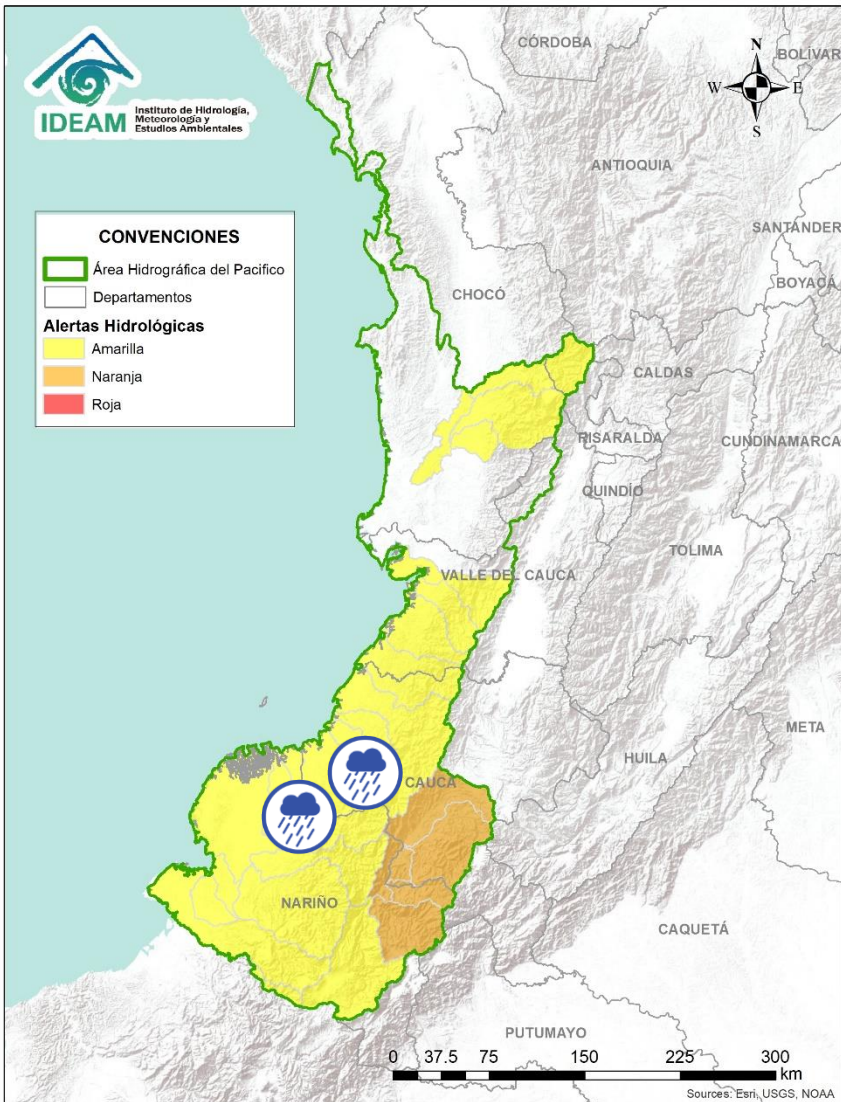 IDEAM
Instituto de Hidrología,
Meteorología y
Estudios Ambientales
CÓRDOBA
BOLÍVAR
N
W
E
S
ANTIOQUIA
SANTANDER
BOYACÁ
CONVENCIONES
Área Hidrográfica del Pacifico
Departamentos
Alertas Hidrológicas
Amarilla
Naranja
Roja
CHOCÓ
CALDAS
RISARALDA
CUNDINAMARCA
QUINDÍO
TOLIMA
VALLE DEL CAUCA
META
HUILA
CAUCA
NARIÑO
CAQUETÁ
PUTUMAYO
0 37.5 75 150 225 300
km
Sources: Esri, USGS, NOAA